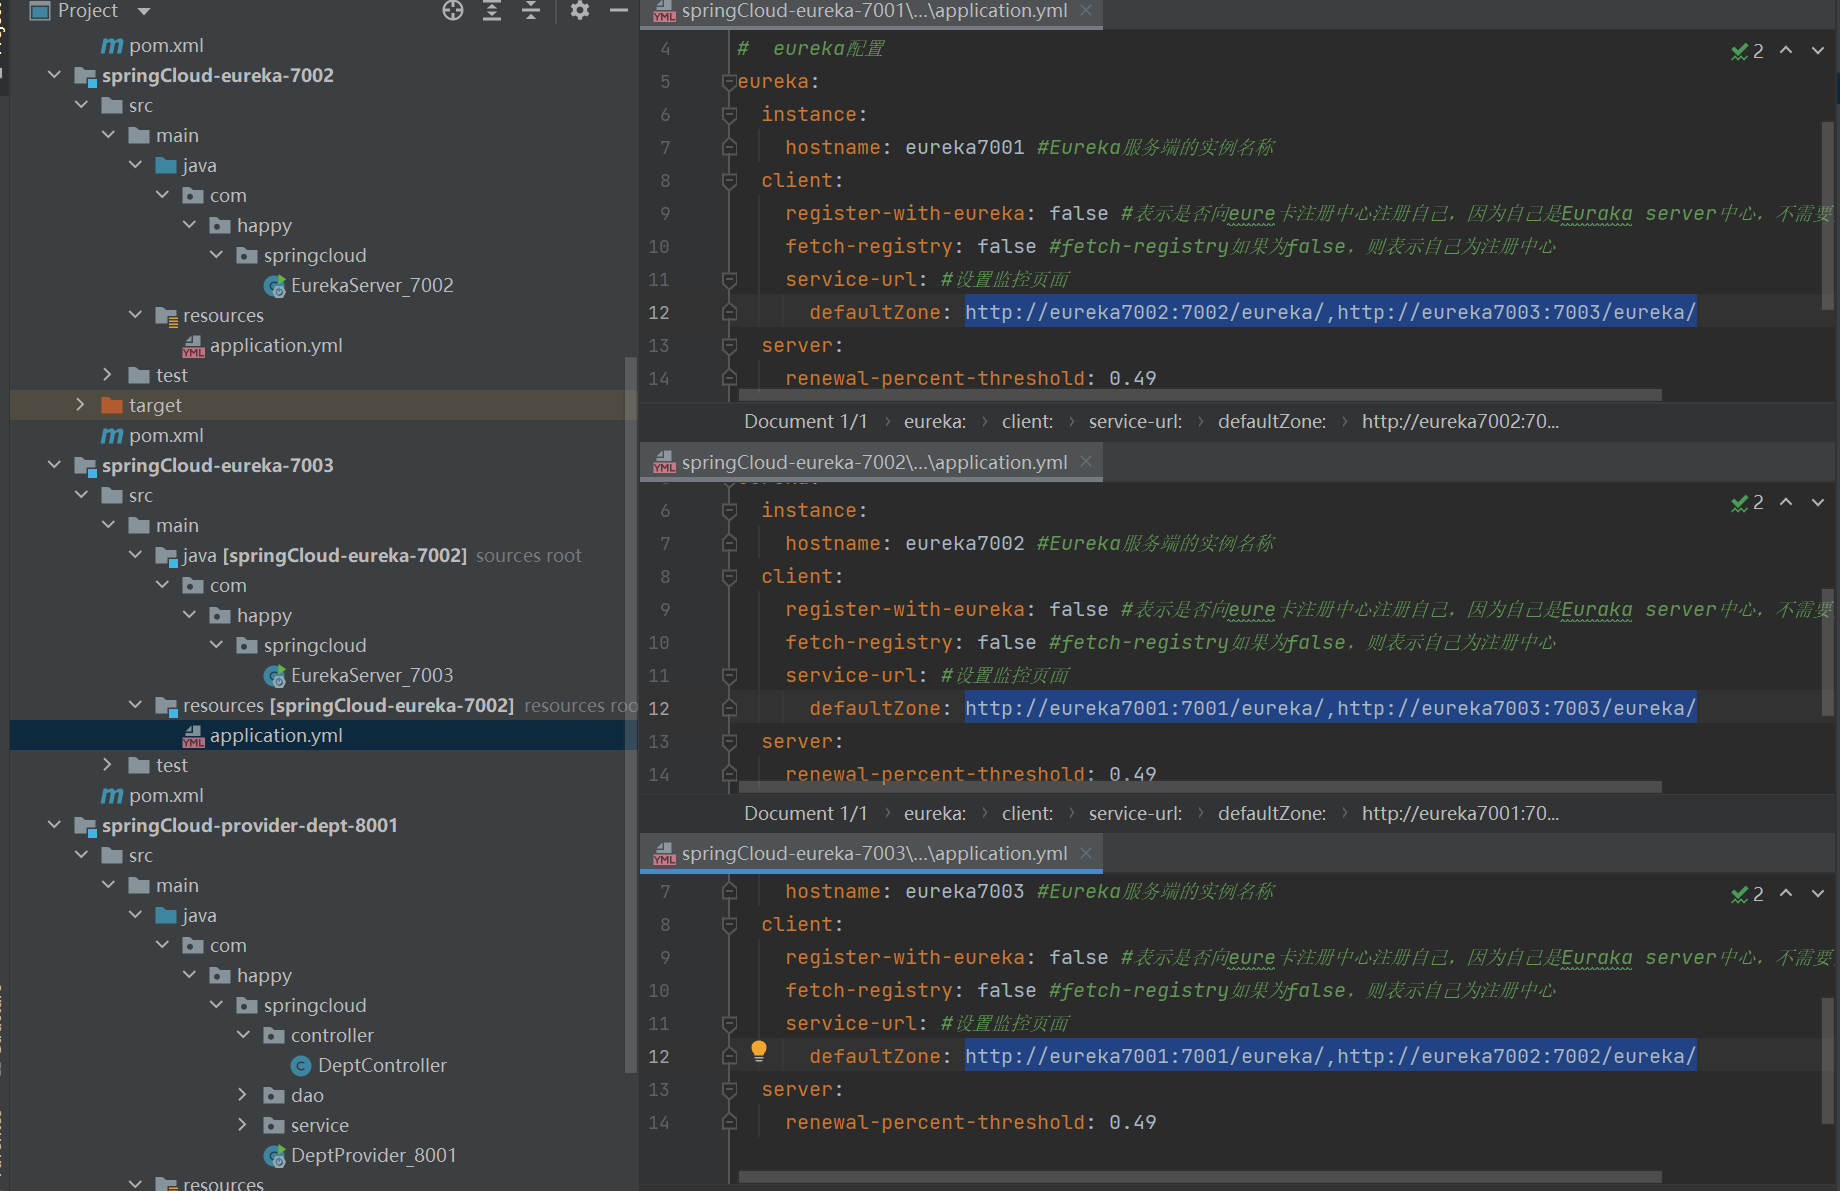 Project
pom.xml
springCloud-eureka-7002
src
main
java
com
happy
springcloud
EurekaServer_7002
resources
application.yml
test
target
pom.xml
springCloud-eureka-7003
src
main
java [springCloud-eureka-7002] sources root
com
happy
springcloud
EurekaServer_7003
resources [springCloud-eureka-7002] resources roo
application.yml
test
pom.xml
springCloud-provider-dept-8001
src
main
java
com
happy
springcloud
controller
DeptController
dao
service
DeptProvider_8001
resources
springCloud-eureka-7001\...\application.yml
2
4 # eureka配置
5 eureka:
6 instance:
7 hostname: eureka7001 #Eureka服务端的实例名称
8 client:
9 register-with-eureka: false #表示是否向eure卡注册中心注册自己，因为自己是Euraka server中心，不需要
10 fetch-registry: false #fetch-registry如果为false，则表示自己为注册中心
11 service-url: #设置监控页面
12 defaultZone: http://eureka7002:7002/eureka/,http://eureka7003:7003/eureka/
13 server:
14 renewal-percent-threshold: 0.49
Document 1/1 › eureka: › client: › service-url: › defaultZone: › http://eureka7002:70...
springCloud-eureka-7002\...\application.yml
2
6 instance:
7 hostname: eureka7002 #Eureka服务端的实例名称
8 client:
9 register-with-eureka: false #表示是否向eure卡注册中心注册自己，因为自己是Euraka server中心，不需要
10 fetch-registry: false #fetch-registry如果为false，则表示自己为注册中心
11 service-url: #设置监控页面
12 defaultZone: http://eureka7001:7001/eureka/,http://eureka7003:7003/eureka/
13 server:
14 renewal-percent-threshold: 0.49
Document 1/1 › eureka: › client: › service-url: › defaultZone: › http://eureka7001:70...
springCloud-eureka-7003\...\application.yml
2
7 hostname: eureka7003 #Eureka服务端的实例名称
8 client:
9 register-with-eureka: false #表示是否向eure卡注册中心注册自己，因为自己是Euraka server中心，不需要
10 fetch-registry: false #fetch-registry如果为false，则表示自己为注册中心
11 service-url: #设置监控页面
12 defaultZone: http://eureka7001:7001/eureka/,http://eureka7002:7002/eureka/
13 server:
14 renewal-percent-threshold: 0.49